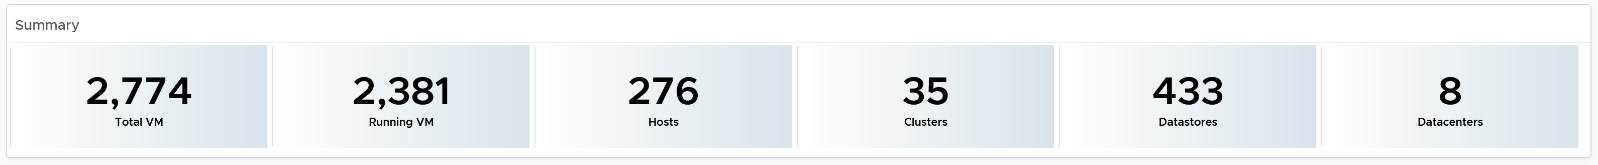 Summary
2,774
Total VM
2,381
Running VM
276
Hosts
35
Clusters
433
Datastores
8
Datacenters